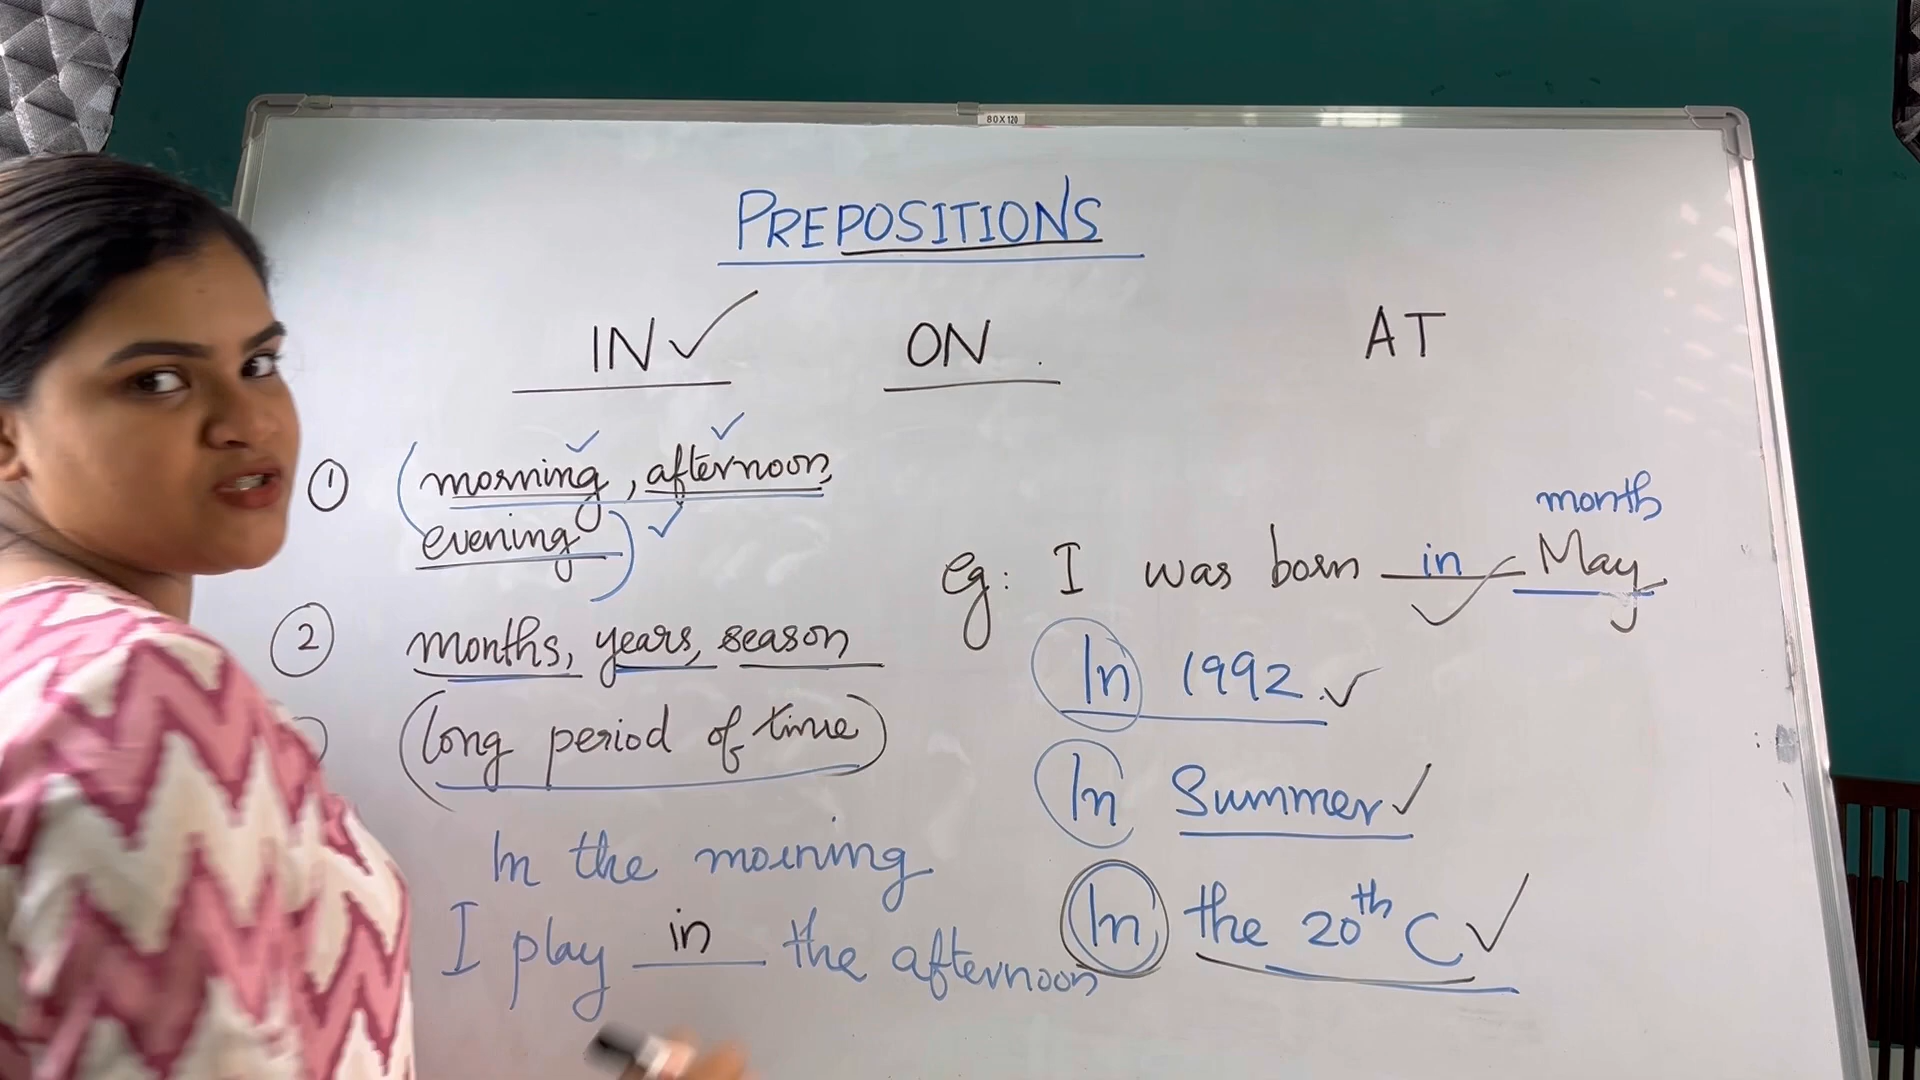 80X120
PREPOSITIONS
IN ON AT
1 (morning, afternoon,
evening)
2 months, years, season
(long period of time)
In the morning
I play in the afternoon
month
eg: I was born in May.
In 1992.
In Summer
In the 20th C